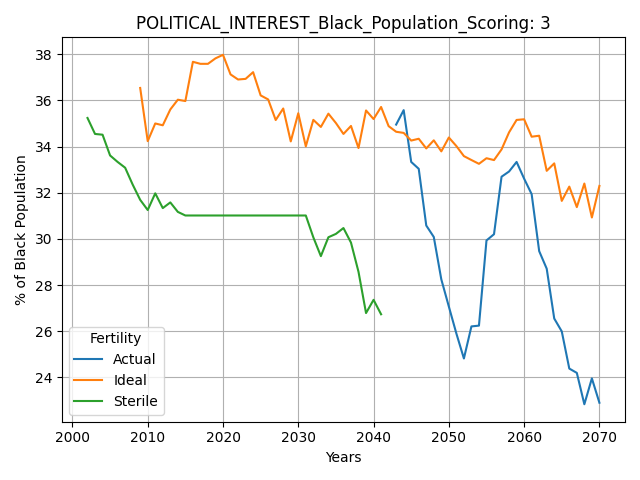 POLITICAL_INTEREST_Black_Population_Scoring: 3
% of Black Population
38
36
34
32
30
28
26
24
Fertility
Actual
Ideal
Sterile
2000 2010 2020 2030 2040 2050 2060 2070
Years